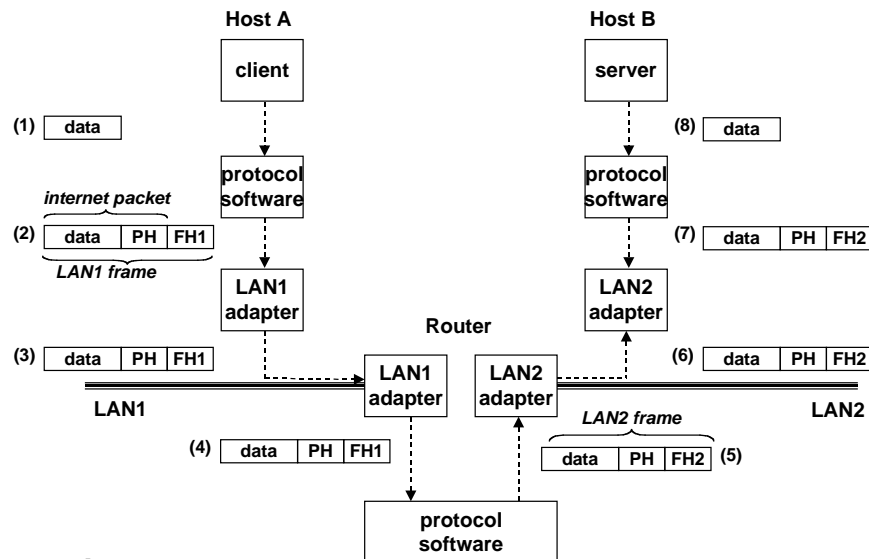 Host A
Host B
client
server
(1)
data
(8)
data
protocol
software
protocol
software
internet packet
(2)
data
PH
FH1
LAN1 frame
(7)
data
PH
FH2
LAN1
adapter
LAN2
adapter
Router
(3)
data
PH
FH1
(6)
data
PH
FH2
LAN1
adapter
LAN2
adapter
LAN1
LAN2
LAN2 frame
(4)
data
PH
FH1
data
PH
FH2
(5)
protocol
software